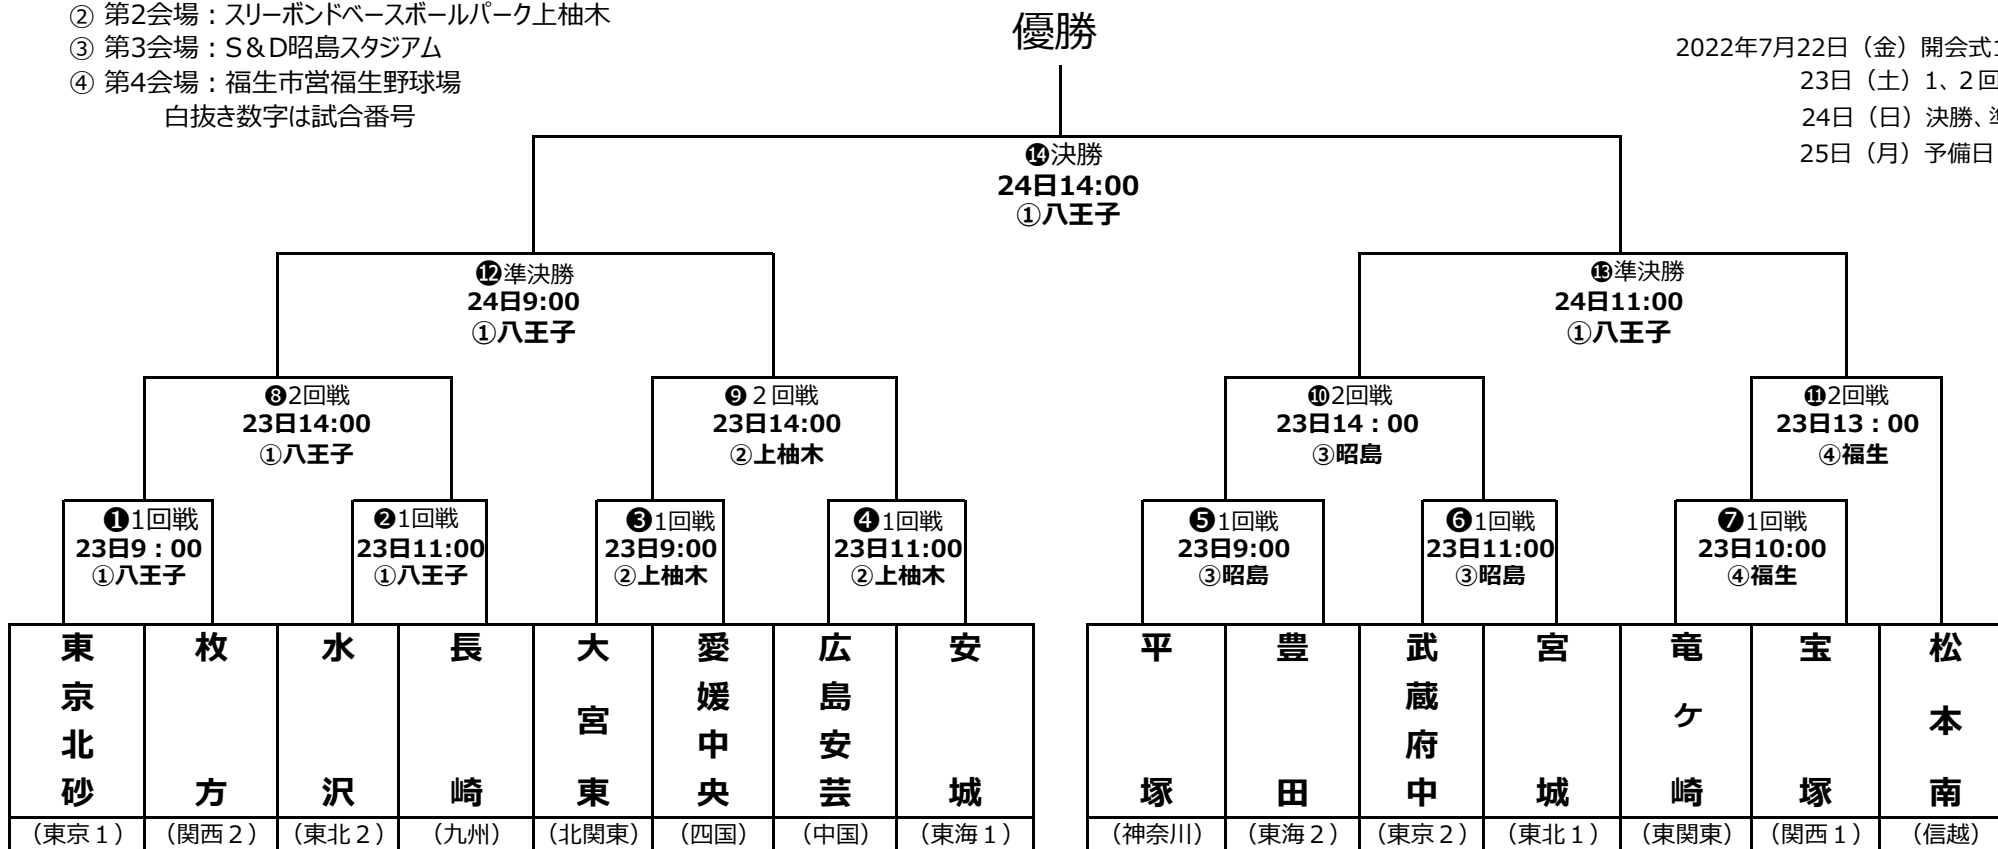 ② 第2会場：スリーボンドベースボールパーク上柚木
③ 第3会場：S＆D昭島スタジアム
④ 第4会場：福生市営福生野球場
白抜き数字は試合番号
優勝
2022年7月22日（金）開会式
23日（土）1、2回
24日（日）決勝、
25日（月）予備日
⓮決勝
24日14:00
①八王子
⓬準決勝
24日9:00
①八王子
⓭準決勝
24日11:00
①八王子
❽2回戦
23日14:00
①八王子
❾２回戦
23日14:00
②上柚木
❿2回戦
23日14：00
③昭島
⓫2回戦
23日13：00
④福生
❶1回戦
23日9：00
①八王子
❷1回戦
23日11:00
①八王子
❸1回戦
23日9:00
②上柚木
❹1回戦
23日11:00
②上柚木
❺1回戦
23日9:00
③昭島
❻1回戦
23日11:00
③昭島
❼1回戦
23日10:00
④福生
東京北砂
枚方
水沢
長崎
大宮東
愛媛中央
広島安芸
安城
平塚
豊田
武蔵府中
宮城
竜ケ崎
宝塚
松本南
（東京１）
（関西２）
（東北２）
（九州）
（北関東）
（四国）
（中国）
（東海１）
（神奈川）
（東海２）
（東京２）
（東北１）
（東関東）
（関西１）
（信越）